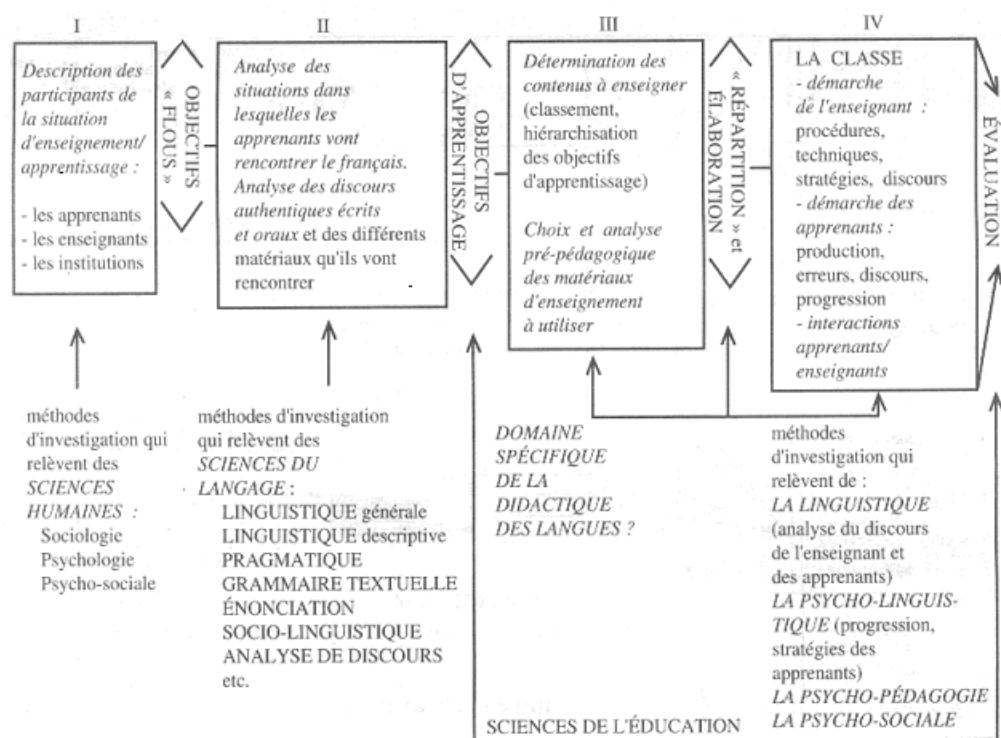 I
Description des
participants de
la situation
d'enseignement/
apprentissage :
- les apprenants
- les enseignants
- les institutions
OBJECTIFS
« FLOUS »
II
Analyse des
situations dans
lesquelles les
apprenants vont
rencontrer le français.
Analyse des discours
authentiques écrits
et oraux et des différents
matériaux qu'ils vont
rencontrer
OBJECTIFS
D'APPRENTISSAGE
III
Détermination des
contenus à enseigner
(classement,
hiérarchisation
des objectifs
d'apprentissage)
Choix et analyse
pré-pédagogique
des matériaux
d'enseignement
à utiliser
« RÉPARTITION » et
ÉLABORATION
IV
LA CLASSE
- démarche
de l'enseignant :
procédures,
techniques,
stratégies, discours
- démarche des
apprenants :
production,
erreurs, discours,
progression
- interactions
apprenants/
enseignants
ÉVALUATION
méthodes
d'investigation qui
relèvent des
SCIENCES
HUMAINES :
Sociologie
Psychologie
Psycho-sociale
méthodes d'investigation
qui relèvent des
SCIENCES DU
LANGAGE :
LINGUISTIQUE générale
LINGUISTIQUE descriptive
PRAGMATIQUE
GRAMMAIRE TEXTUELLE
ÉNONCIATION
SOCIO-LINGUISTIQUE
ANALYSE DE DISCOURS
etc.
DOMAINE
SPÉCIFIQUE
DE LA
DIDACTIQUE
DES LANGUES ?
méthodes
d'investigation qui
relèvent de :
LA LINGUISTIQUE
(analyse du discours
de l'enseignant et
des apprenants)
LA PSYCHO-LINGUIS-
TIQUE (progression,
stratégies des
apprenants)
LA PSYCHO-PÉDAGOGIE
LA PSYCHO-SOCIALE
SCIENCES DE L'ÉDUCATION